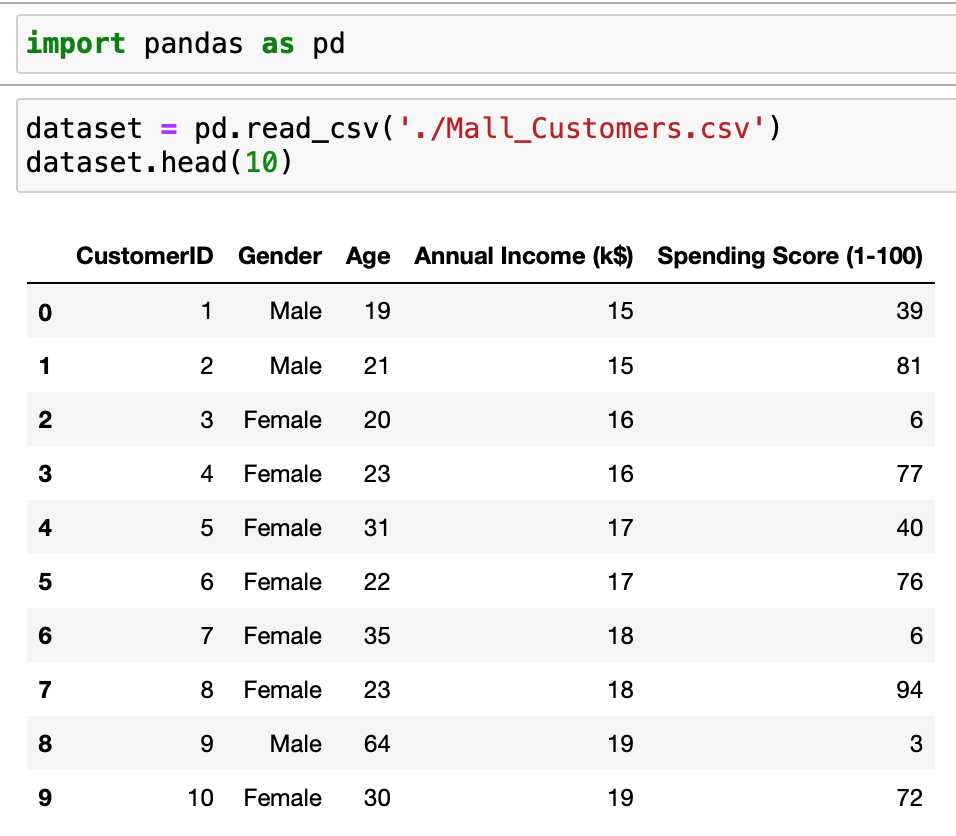 import pandas as pd
dataset = pd.read_csv('./Mall_Customers.csv')
dataset.head(10)
CustomerID Gender Age Annual Income (k$) Spending Score (1-100)
0 1 Male 19 15 39
1 2 Male 21 15 81
2 3 Female 20 16 6
3 4 Female 23 16 77
4 5 Female 31 17 40
5 6 Female 22 17 76
6 7 Female 35 18 6
7 8 Female 23 18 94
8 9 Male 64 19 3
9 10 Female 30 19 72